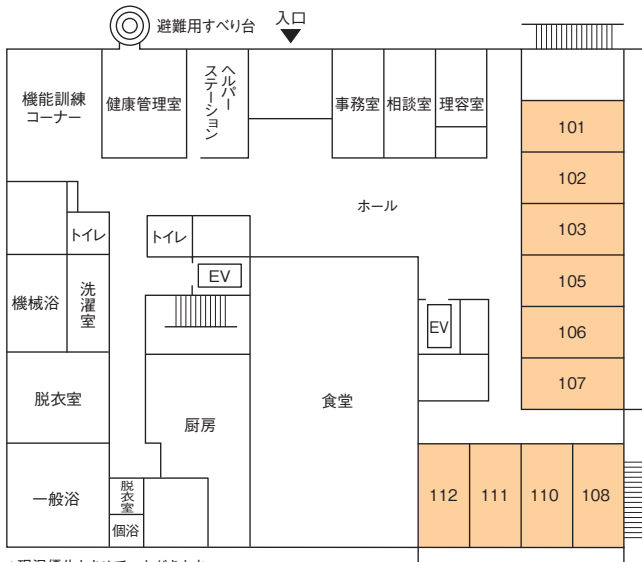 避難用すべり台
入口
機能訓練
コーナー
健康管理室
ヘルパー
ステーション
事務室
相談室
理容室
101
102
103
105
106
107
ホール
トイレ
トイレ
EV
EV
機械浴
洗濯室
脱衣室
厨房
食堂
一般浴
脱衣室
個浴
112
111
110
108